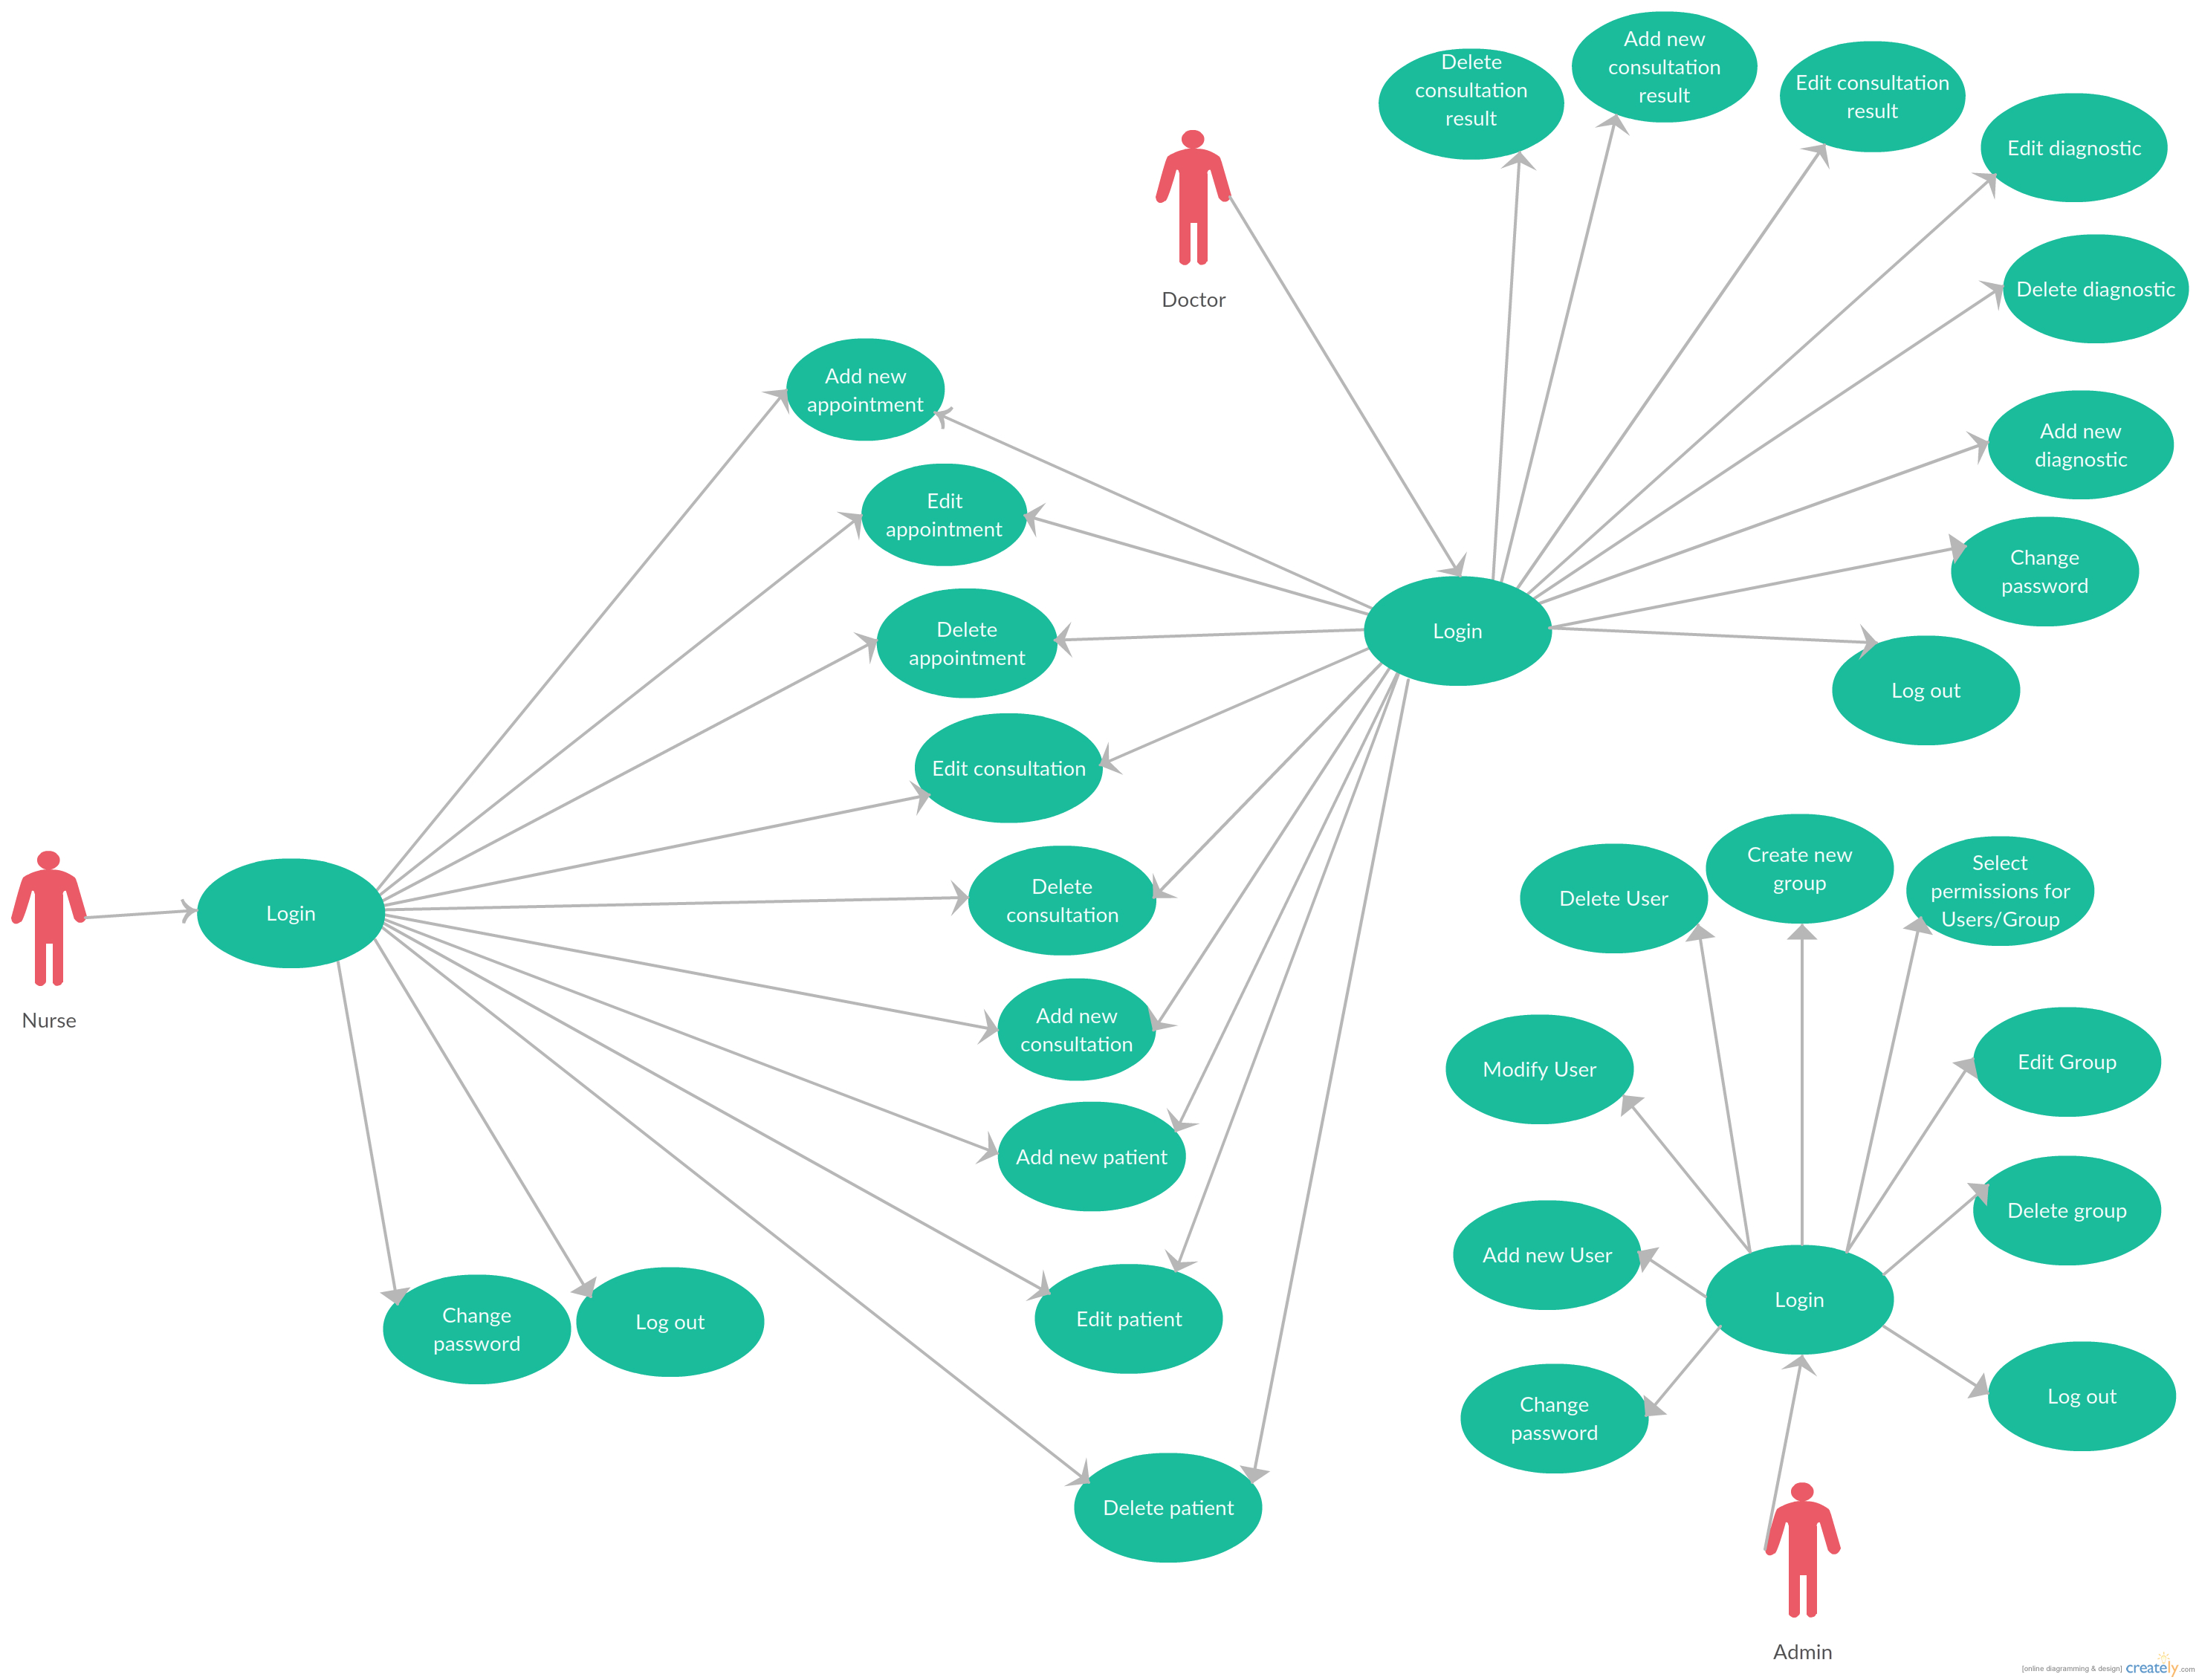 Delete
consultation
result
Add new
consultation
result
Edit consultation
result
Edit diagnostic
Delete diagnostic
Doctor
Add new
appointment
Add new
diagnostic
Edit
appointment
Change
password
Delete
appointment
Login
Log out
Edit consultation
Delete
consultation
Login
Nurse
Add new
consultation
Add new patient
Edit patient
Change
password
Log out
Delete patient
Delete User
Create new
group
Select
permissions for
Users/Group
Modify User
Edit Group
Add new User
Delete group
Login
Change
password
Log out
Admin
[online diagramming & design] creately.com